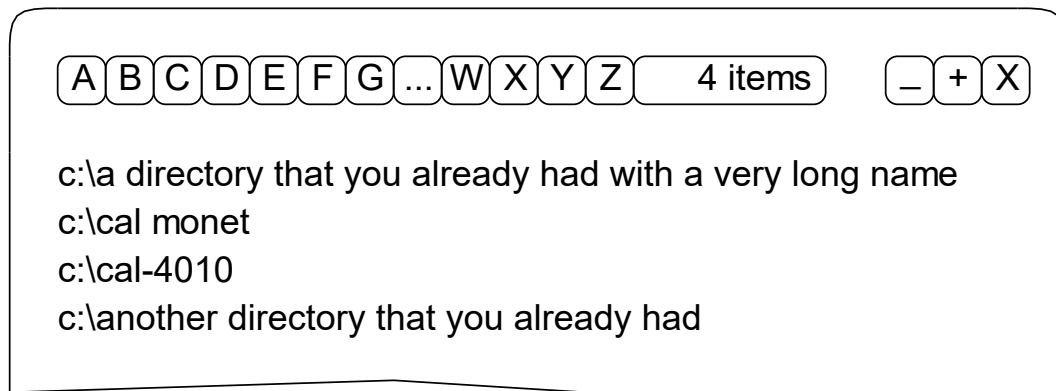 A B C D E F G ... W X Y Z 4 items _ + X
c:\a directory that you already had with a very long name
c:\cal monet
c:\cal-4010
c:\another directory that you already had